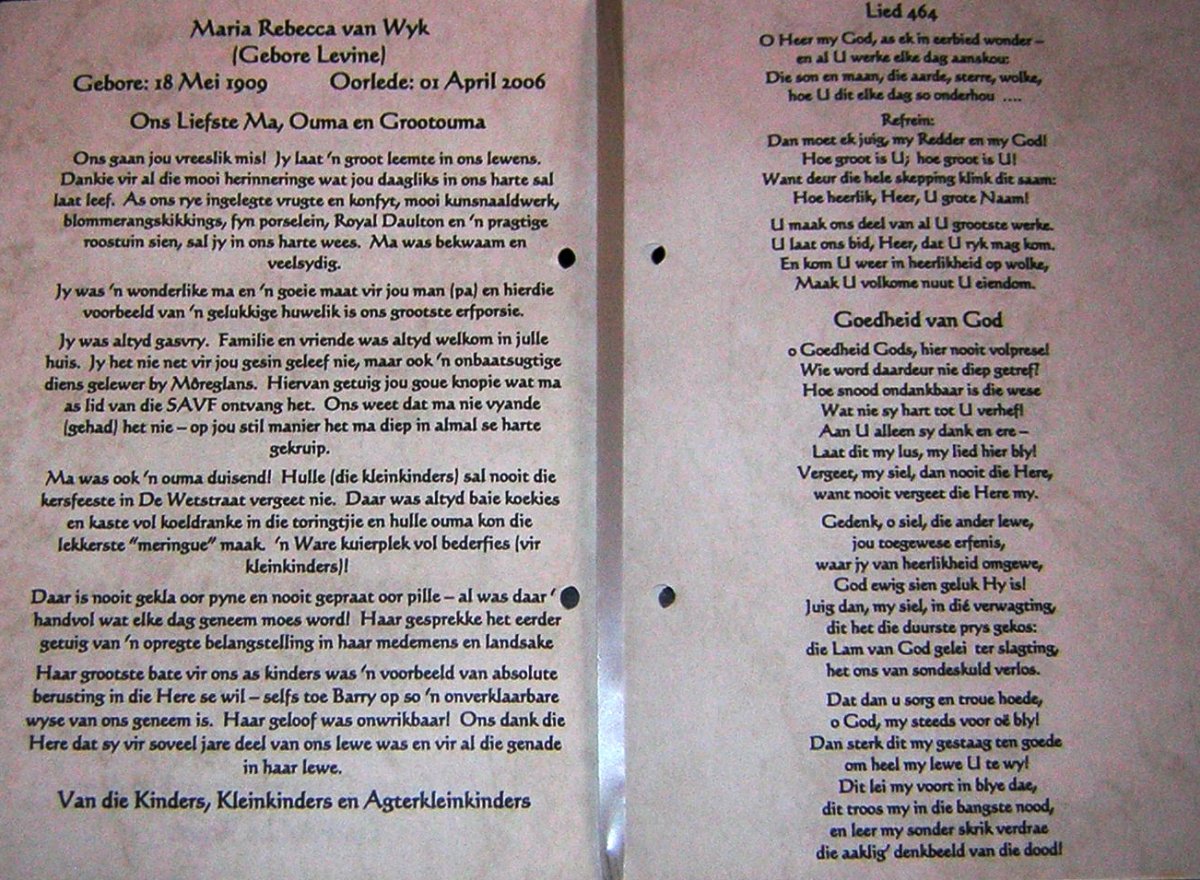 Maria Rebecca van Wyk
(Gebore Levine)
Gebore: 18 Mei 1909 Oorlede: 01 April 2006
Ons Liefste Ma, Ouma en Grootouma
Ons gaan jou vreeslik mis! Jy laat 'n groot leemte in ons lewens.
Dankie vir al die mooi herinneringe wat jou daagliks in ons harte sal
laat leef. As ons rye ingelegte vrugte en konfyt, mooi kunsnaaldwerk,
blommerangskikkings, fyn porselein, Royal Daulton en 'n pragtige
roostuin sien, sal jy in ons harte wees. Ma was bekwaam en
veelsydig.
Jy was 'n wonderlike ma en 'n goeie maat vir jou man (pa) en hierdie
voorbeeld van 'n gelukkige huwelik is ons grootste erfporsie.
Jy was altyd gasvry. Familie en vriende was altyd welkom in julle
huis. Jy het nie net vir jou gesin geleef nie, maar ook 'n onbaatsugtige
diens gelewer by Môreglans. Hiervan getuig jou goue knopie wat ma
as lid van die SAVF ontvang het. Ons weet dat ma nie vyande
(gehad) het nie – op jou stil manier het ma diep in almal se harte
gekruip.
Ma was ook 'n ouma duisend! Hulle (die kleinkinders) sal nooit die
kersfeeste in De Wetstraat vergeet nie. Daar was altyd baie koekies
en kaste vol koeldranke in die toringtjie en hulle ouma kon die
lekkerste "meringue" maak. 'n Ware kuierplek vol bederfies (vir
kleinkinders)!
Daar is nooit gekla oor pyne en nooit gepraat oor pille – al was daar '
handvol wat elke dag geneem moes word! Haar gesprekke het eerder
getuig van 'n opregte belangstelling in haar medemens en landsake
Haar grootste bate vir ons as kinders was 'n voorbeeld van absolute
berusting in die Here se wil – selfs toe Barry op so 'n onverklaarbare
wyse van ons geneem is. Haar geloof was onwrikbaar! Ons dank die
Here dat sy vir soveel jare deel van ons lewe was en vir al die genade
in haar lewe.
Van die Kinders, Kleinkinders en Agterkleinkinders
Lied 464
O Heer my God, as ek in eerbied wonder –
en al U werke elke dag aanskou:
Die son en maan, die aarde, sterre, wolke,
hoe U dit elke dag so onderhou ....
Refrein:
Dan moet ek juig, my Redder en my God!
Hoe groot is U; hoe groot is U!
Want deur die hele skepping klink dit saam:
Hoe heerlik, Heer, U grote Naam!
U maak ons deel van al U grootste werke.
U laat ons bid, Heer, dat U ryk mag kom.
En kom U weer in heerlikheid op wolke,
Maak U volkome nuut U eiendom.
Goedheid van God
o Goedheid Gods, hier nooit volprese!
Wie word daardeur nie diep getref?
Hoe snood ondankbaar is die wese
Wat nie sy hart tot U verhef!
Aan U alleen sy dank en ere –
Laat dit my lus, my lied hier bly!
Vergeet, my siel, dan nooit die Here,
want nooit vergeet die Here my.
Gedenk, o siel, die ander lewe,
jou toegewese erfenis,
waar jy van heerlikheid omgewe,
God ewig sien geluk Hy is!
Juig dan, my siel, in dié verwagting,
dit het die duurste prys gekos:
die Lam van God gelei ter slagting,
het ons van sondeskuld verlos.
Dat dan u sorg en troue hoede,
o God, my steeds voor oë bly!
Dan sterk dit my gestaag ten goede
om heel my lewe U te wy!
Dit lei my voort in blye dae,
dit troos my in die bangste nood,
en leer my sonder skrik verdrae
die aaklig' denkbeeld van die dood!